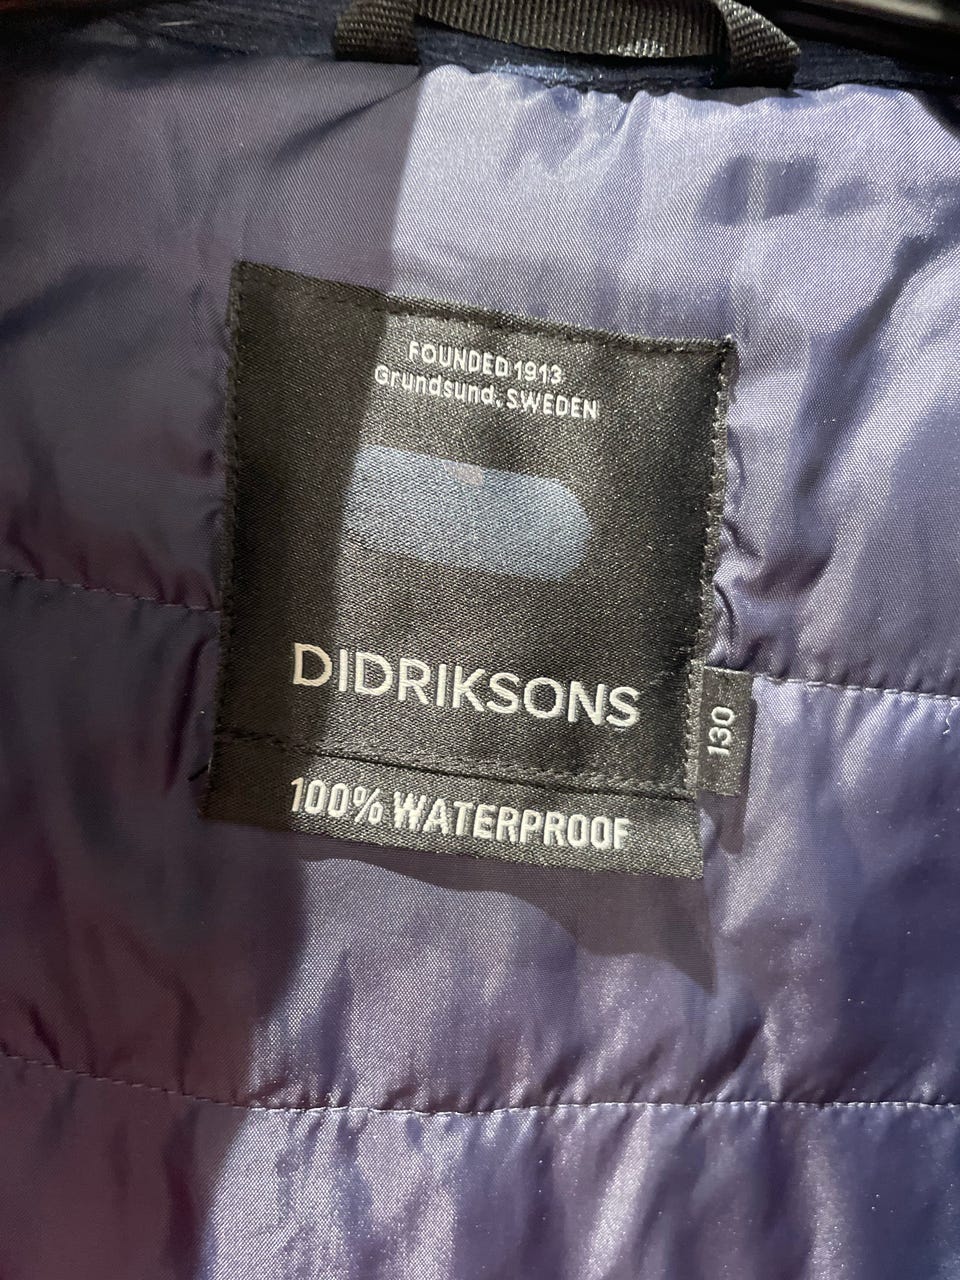 FOUNDED 1913
Grundsund, SWEDEN
DIDRIKSONS
130
100% WATERPROOF